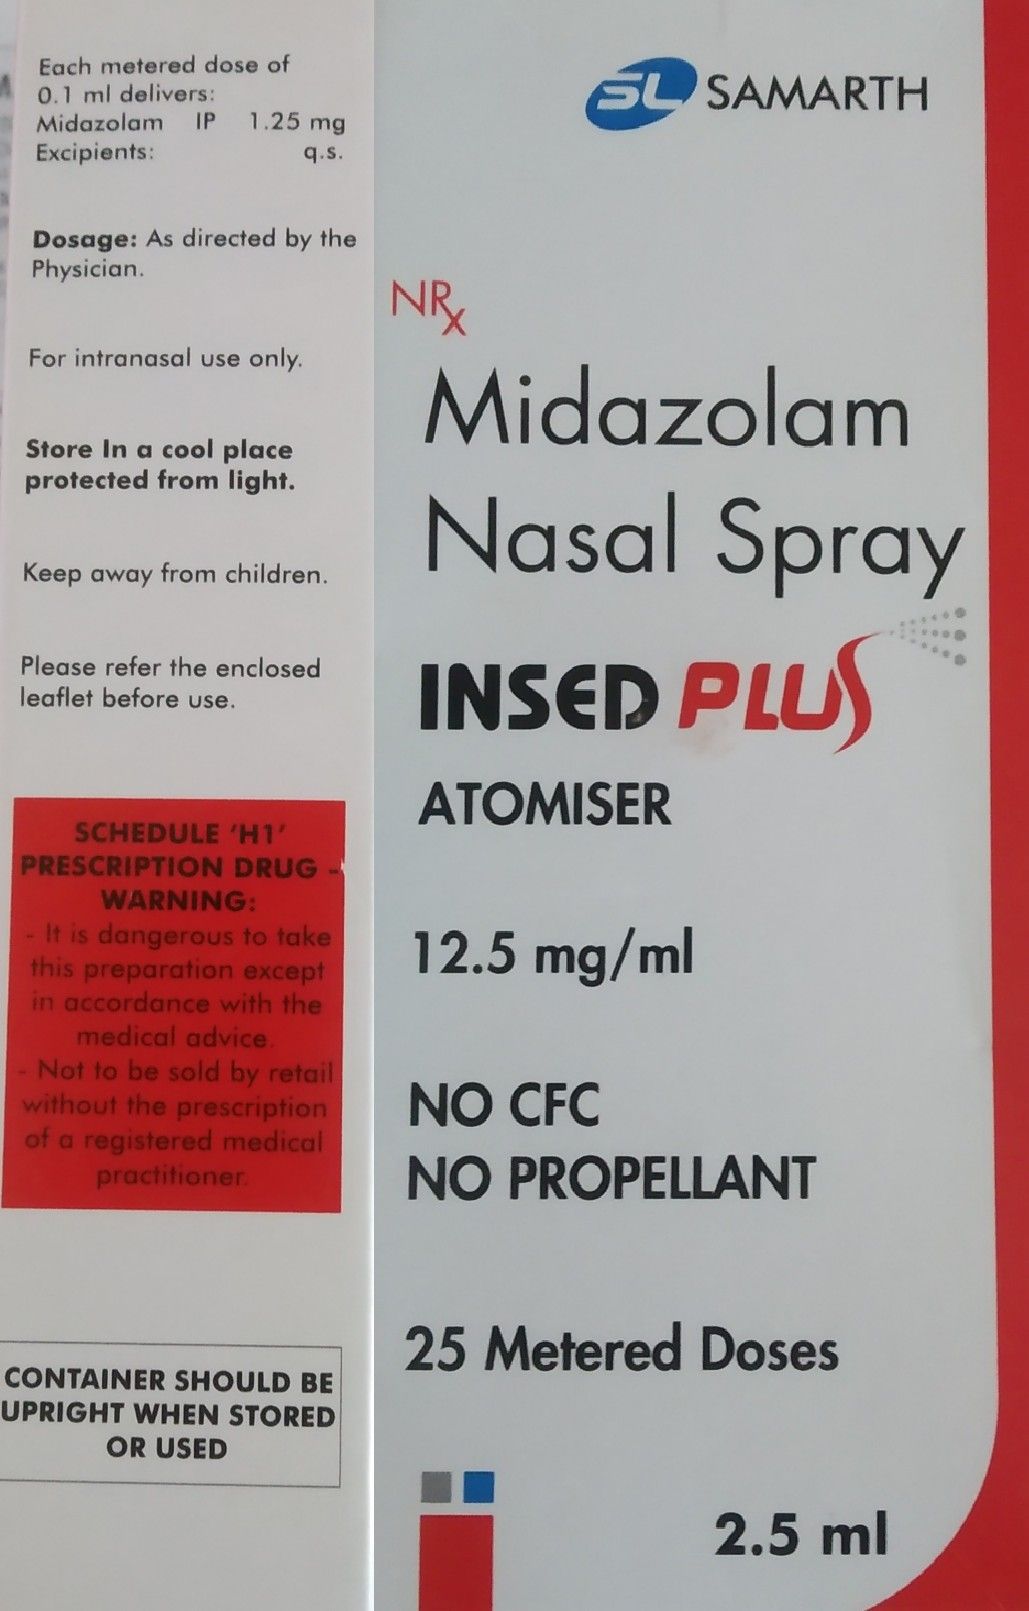 Each metered dose of
0.1 ml delivers:
Midazolam IP 1.25 mg
Excipients: q.s.
Dosage: As directed by the
Physician.
For intranasal use only.
Store In a cool place
protected from light.
Keep away from children.
Please refer the enclosed
leaflet before use.
SCHEDULE 'H1'
PRESCRIPTION DRUG -
WARNING:
- It is dangerous to take
this preparation except
in accordance with the
medical advice.
- Not to be sold by retail
without the prescription
of a registered medical
practitioner.
CONTAINER SHOULD BE
UPRIGHT WHEN STORED
OR USED
SL SAMARTH
NRx
Midazolam
Nasal Spray
INSED PLUS
ATOMISER
12.5 mg/ml
NO CFC
NO PROPELLANT
25 Metered Doses
2.5 ml